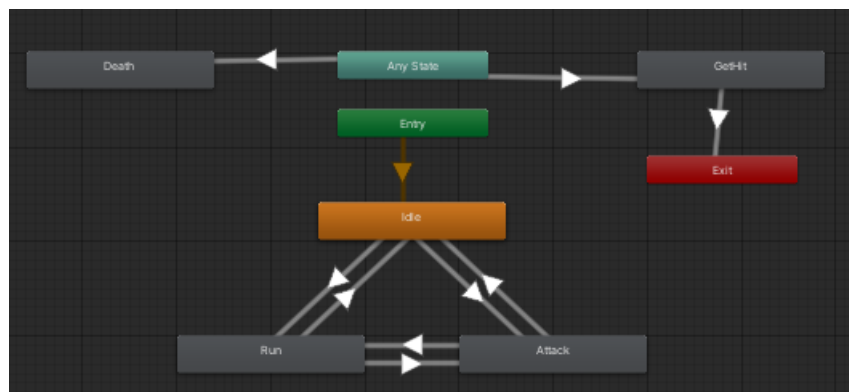 Death
Any State
GetHit
Entry
Exit
Idle
Run
Attack